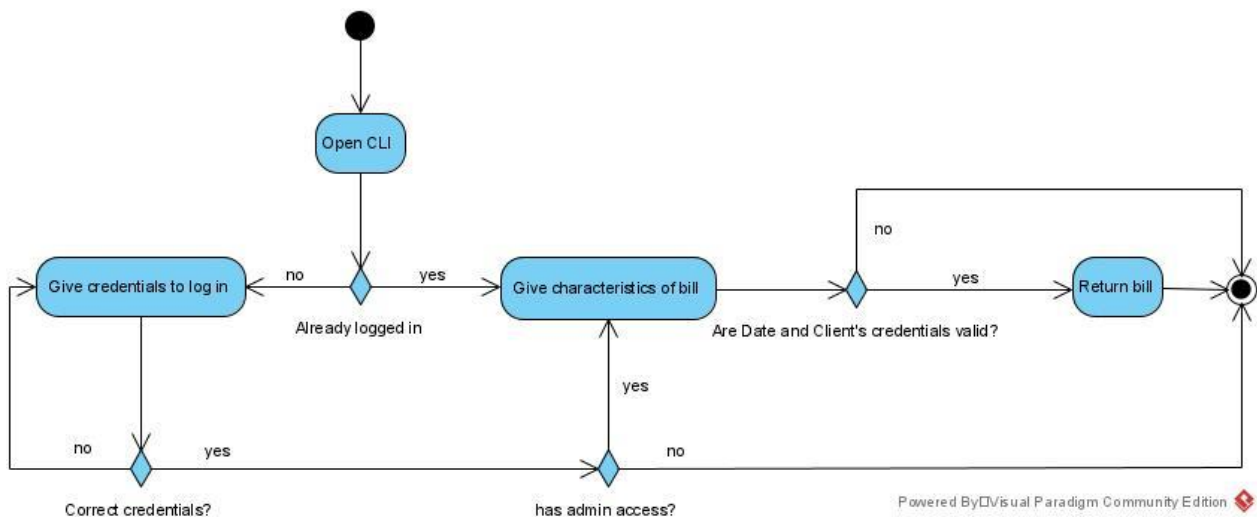 Open CLI
no
no
yes
yes
Give credentials to log in
Give characteristics of bill
Return bill
Already logged in
Are Date and Client's credentials valid?
yes
no
yes
no
Correct credentials?
has admin access?
Powered By□Visual Paradigm Community Edition